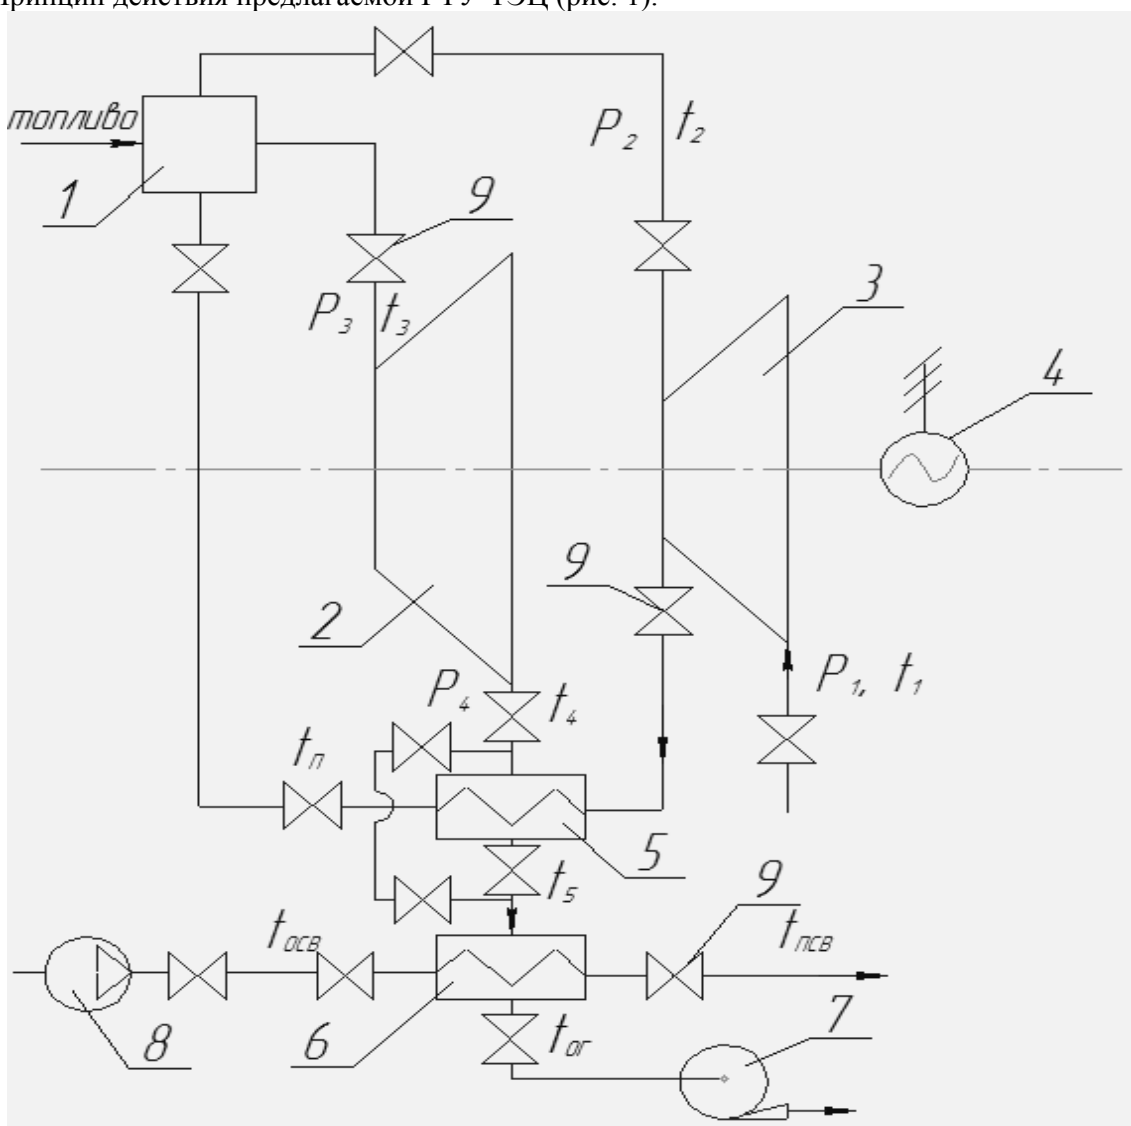 принцип действия предлагаемой ГТУ-ТЭЦ (рис. 1).
топливо
P₂ t₂
1
9
3
P₃ t₃
4
9
2
P₄ t₄
P₁, t₁
tп
5
t₅
9
tосв
tпсв
8
6
tог
7